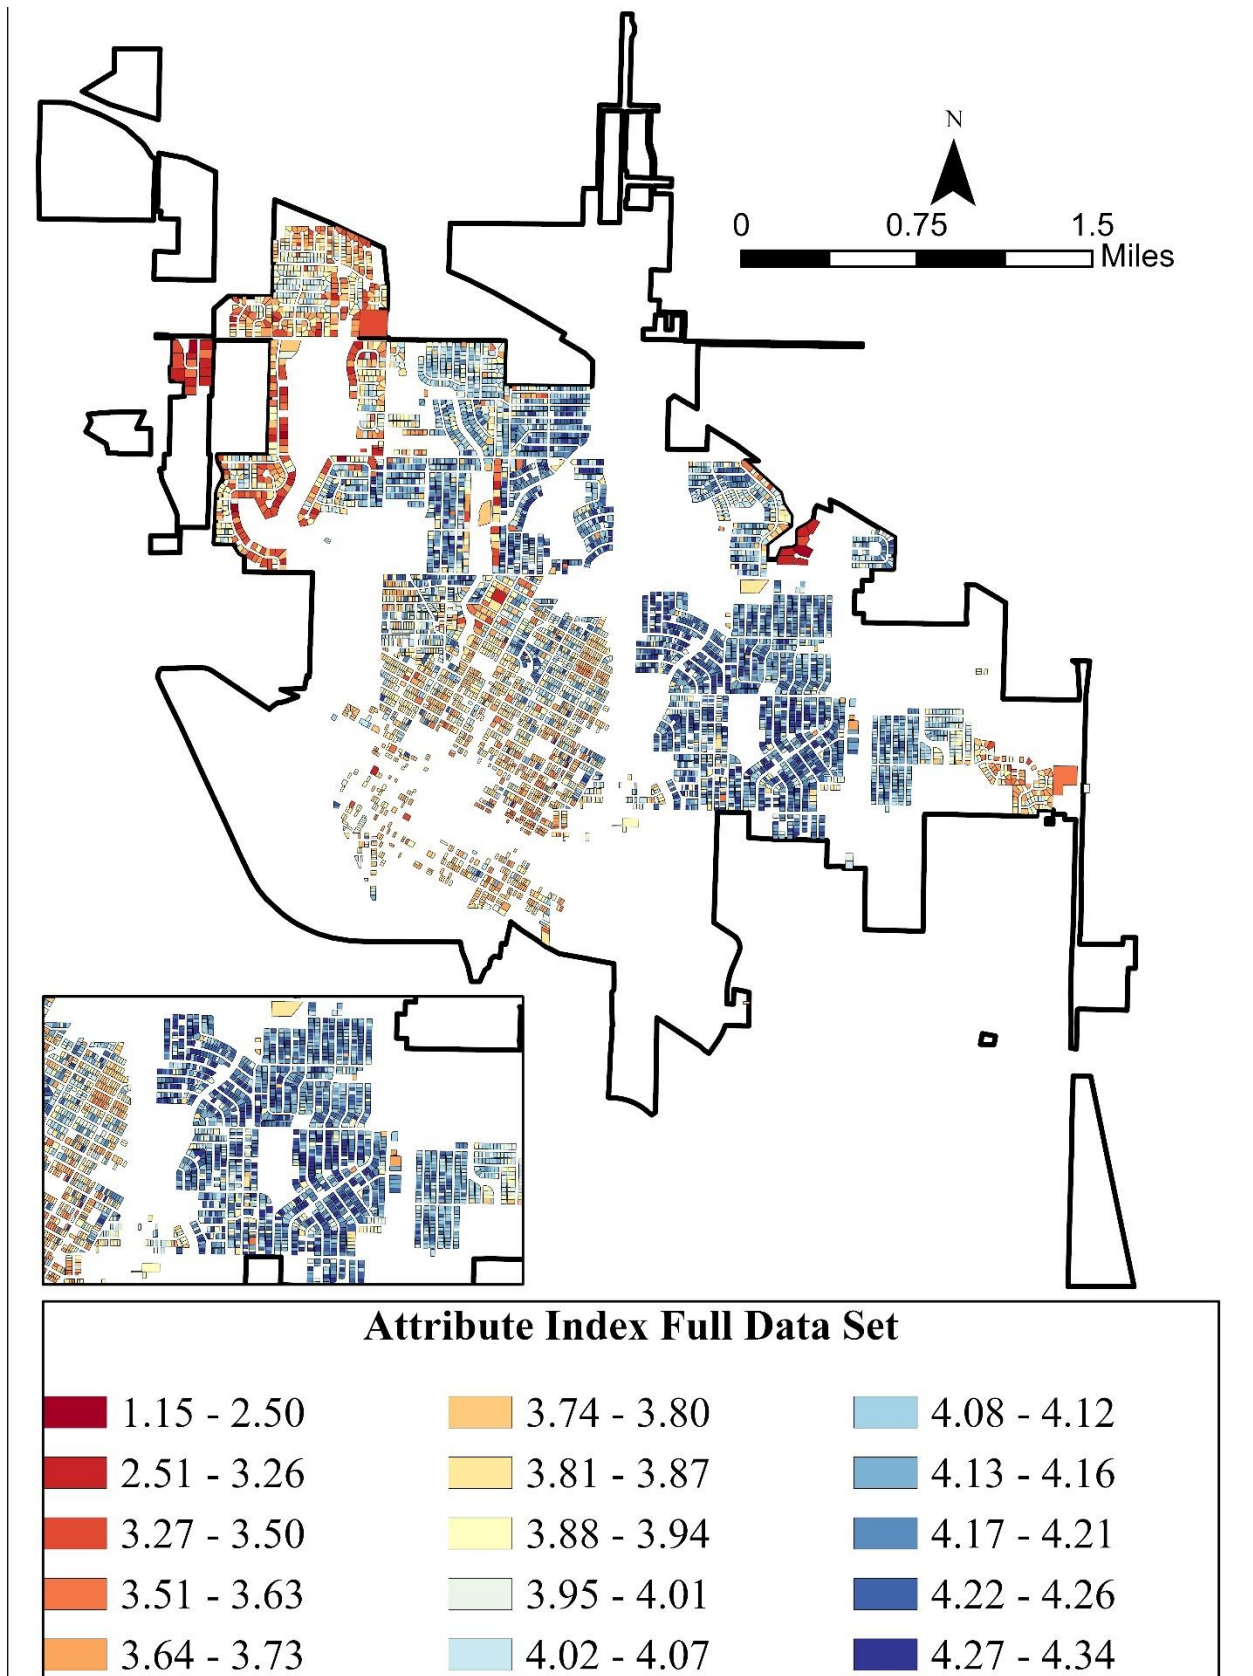 N
0 0.75 1.5
Miles
Attribute Index Full Data Set
1.15 - 2.50 3.74 - 3.80 4.08 - 4.12
2.51 - 3.26 3.81 - 3.87 4.13 - 4.16
3.27 - 3.50 3.88 - 3.94 4.17 - 4.21
3.51 - 3.63 3.95 - 4.01 4.22 - 4.26
3.64 - 3.73 4.02 - 4.07 4.27 - 4.34